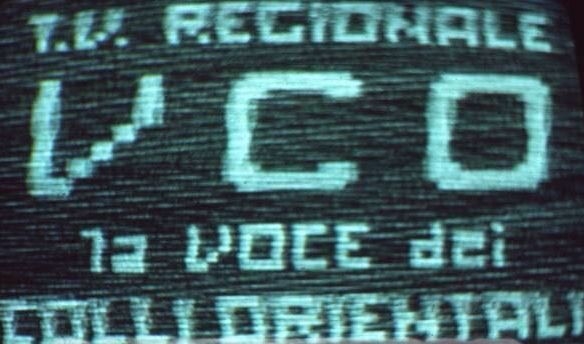 T.V. REGIONALE
VCO
la VOCE dei
COLLI ORIENTALI